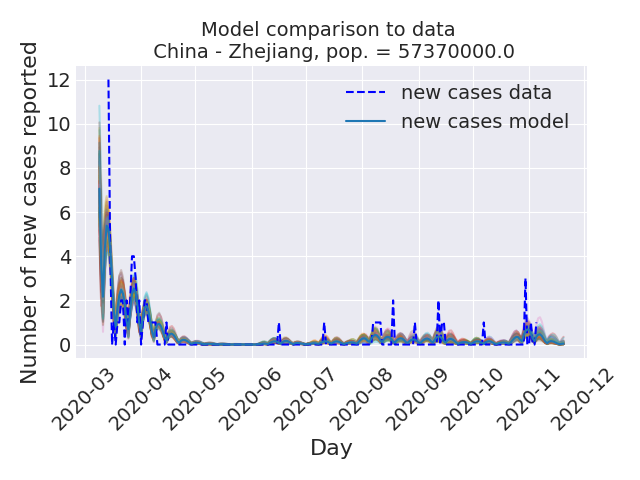 Model comparison to data
China - Zhejiang, pop. = 57370000.0
Number of new cases reported
12
10
8
6
4
2
0
new cases data
new cases model
2020-03
2020-04
2020-05
2020-06
2020-07
2020-08
2020-09
2020-10
2020-11
2020-12
Day